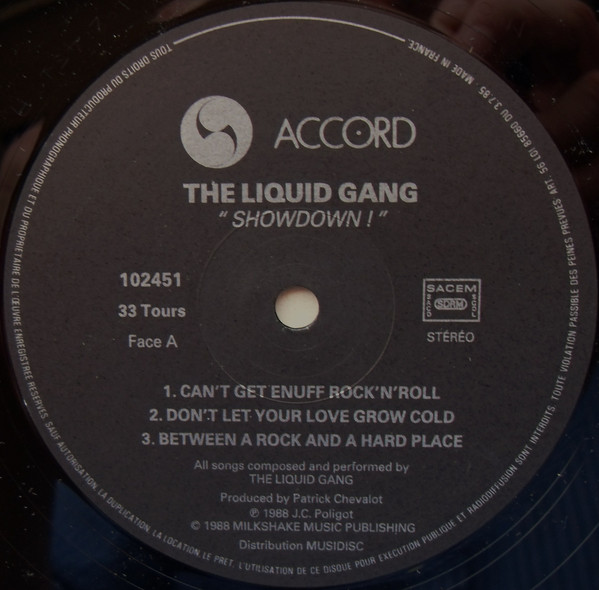 ACCORD
THE LIQUID GANG
“ SHOWDOWN ! ”
102451
33 Tours
Face A
SACEM
SACD
SDRM
SGDL
STÉRÉO
1. CAN'T GET ENUFF ROCK'N'ROLL
2. DON'T LET YOUR LOVE GROW COLD
3. BETWEEN A ROCK AND A HARD PLACE
All songs composed and performed by
THE LIQUID GANG
Produced by Patrick Chevalot
℗ 1988 J.C. Poligot
© 1988 MILKSHAKE MUSIC PUBLISHING
Distribution MUSIDISC
TOUS DROITS DU PRODUCTEUR PHONOGRAPHIQUE ET DU PROPRIETAIRE DE L'ŒUVRE ENREGISTREE RESERVES SAUF AUTORISATION, LA DUPLICATION, LA LOCATION, LE PRET, L'UTILISATION DE CE DISQUE POUR EXECUTION PUBLIQUE ET RADIODIFFUSION SONT INTERDITS. TOUTE VIOLATION PASSIBLE DES PEINES PREVUES ART. 56 LOI 85660 DU 3.7.85 MADE IN FRANCE